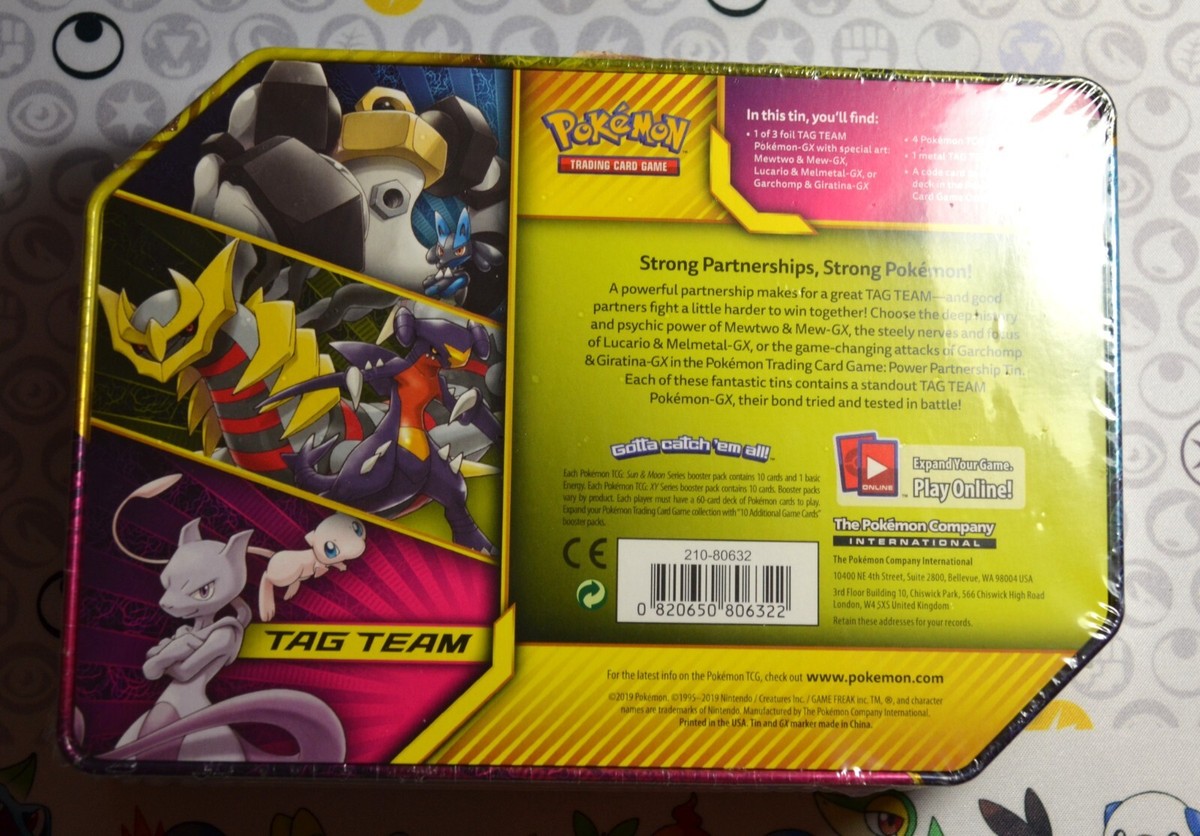 POKéMON
TRADING CARD GAME
In this tin, you'll find:
• 1 of 3 foil TAG TEAM
Pokémon-GX with special art:
Mewtwo & Mew-GX,
Lucario & Melmetal-GX, or
Garchomp & Giratina-GX
• 4 Pokémon TCG
• 1 metal TAG
• A code card
deck in the
Card Game
Strong Partnerships, Strong Pokémon!
A powerful partnership makes for a great TAG TEAM—and good
partners fight a little harder to win together! Choose the deep history
and psychic power of Mewtwo & Mew-GX, the steely nerves and focus
of Lucario & Melmetal-GX, or the game-changing attacks of Garchomp
& Giratina-GX in the Pokémon Trading Card Game: Power Partnership Tin.
Each of these fantastic tins contains a standout TAG TEAM
Pokémon-GX, their bond tried and tested in battle!
Gotta catch 'em all!™
Each Pokémon TCG: Sun & Moon Series booster pack contains 10 cards and 1 basic
Energy. Each Pokémon TCG: XY Series booster pack contains 10 cards. Booster packs
vary by product. Each player must have a 60-card deck of Pokémon cards to play.
Expand your Pokémon Trading Card Game collection with "10 Additional Game Cards"
booster packs.
ONLINE
Expand Your Game.
Play Online!
The Pokémon Company
INTERNATIONAL
CE
210-80632
0 820650 806322
The Pokémon Company International
10400 NE 4th Street, Suite 2800, Bellevue, WA 98004 USA
3rd Floor Building 10, Chiswick Park, 566 Chiswick High Road
London, W4 5XS United Kingdom
Retain these addresses for your records.
TAG TEAM
For the latest info on the Pokémon TCG, check out www.pokemon.com
©2019 Pokémon. ©1995–2019 Nintendo / Creatures Inc. / GAME FREAK inc. TM, ®, and character
names are trademarks of Nintendo. Manufactured by The Pokémon Company International.
Printed in the USA. Tin and GX marker made in China.